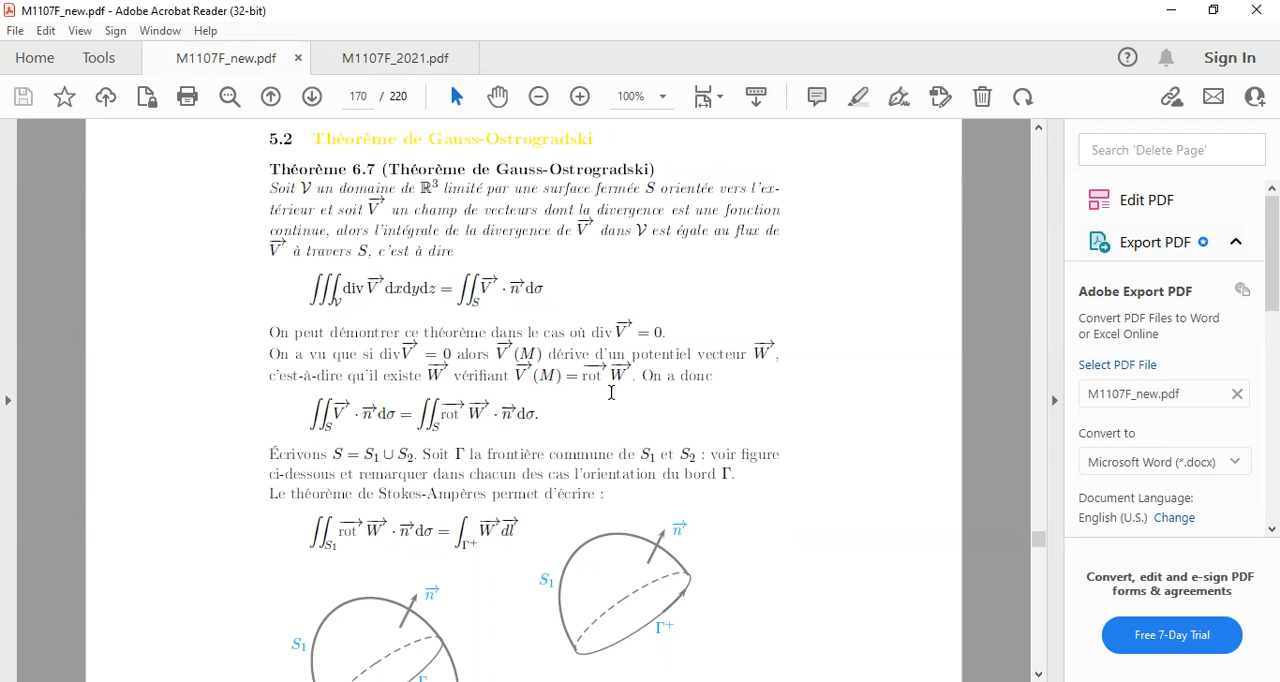 M1107F_new.pdf - Adobe Acrobat Reader (32-bit)
File Edit View Sign Window Help
Home Tools M1107F_new.pdf × M1107F_2021.pdf Sign In
170 / 220 100%
5.2 Théorème de Gauss-Ostrogradski
Théorème 6.7 (Théorème de Gauss-Ostrogradski)
Soit 𝒱 un domaine de ℝ³ limité par une surface fermée S orientée vers l'ex-
térieur et soit V⃗ un champ de vecteurs dont la divergence est une fonction
continue, alors l'intégrale de la divergence de V⃗ dans 𝒱 est égale au flux de
V⃗ à travers S, c'est à dire
∭_𝒱 div V⃗ dxdydz = ∬_S V⃗ · n⃗ dσ
On peut démontrer ce théorème dans le cas où div V⃗ = 0.
On a vu que si div V⃗ = 0 alors V⃗ (M) dérive d'un potentiel vecteur W⃗,
c'est-à-dire qu'il existe W⃗ vérifiant V⃗ (M) = rot⃗ W⃗. On a donc
∬_S V⃗ · n⃗ dσ = ∬_S rot⃗ W⃗ · n⃗ dσ.
Écrivons S = S₁ ∪ S₂. Soit Γ la frontière commune de S₁ et S₂ : voir figure
ci-dessous et remarquer dans chacun des cas l'orientation du bord Γ.
Le théorème de Stokes-Ampères permet d'écrire :
∬_S₁ rot⃗ W⃗ · n⃗ dσ = ∫_Γ⁺ W⃗ dl⃗
n⃗
S₁
Γ⁺
n⃗
S₁
Search 'Delete Page'
Edit PDF
Export PDF
Adobe Export PDF
Convert PDF Files to Word
or Excel Online
Select PDF File
M1107F_new.pdf ×
Convert to
Microsoft Word (*.docx)
Document Language:
English (U.S.) Change
Convert, edit and e-sign PDF
forms & agreements
Free 7-Day Trial